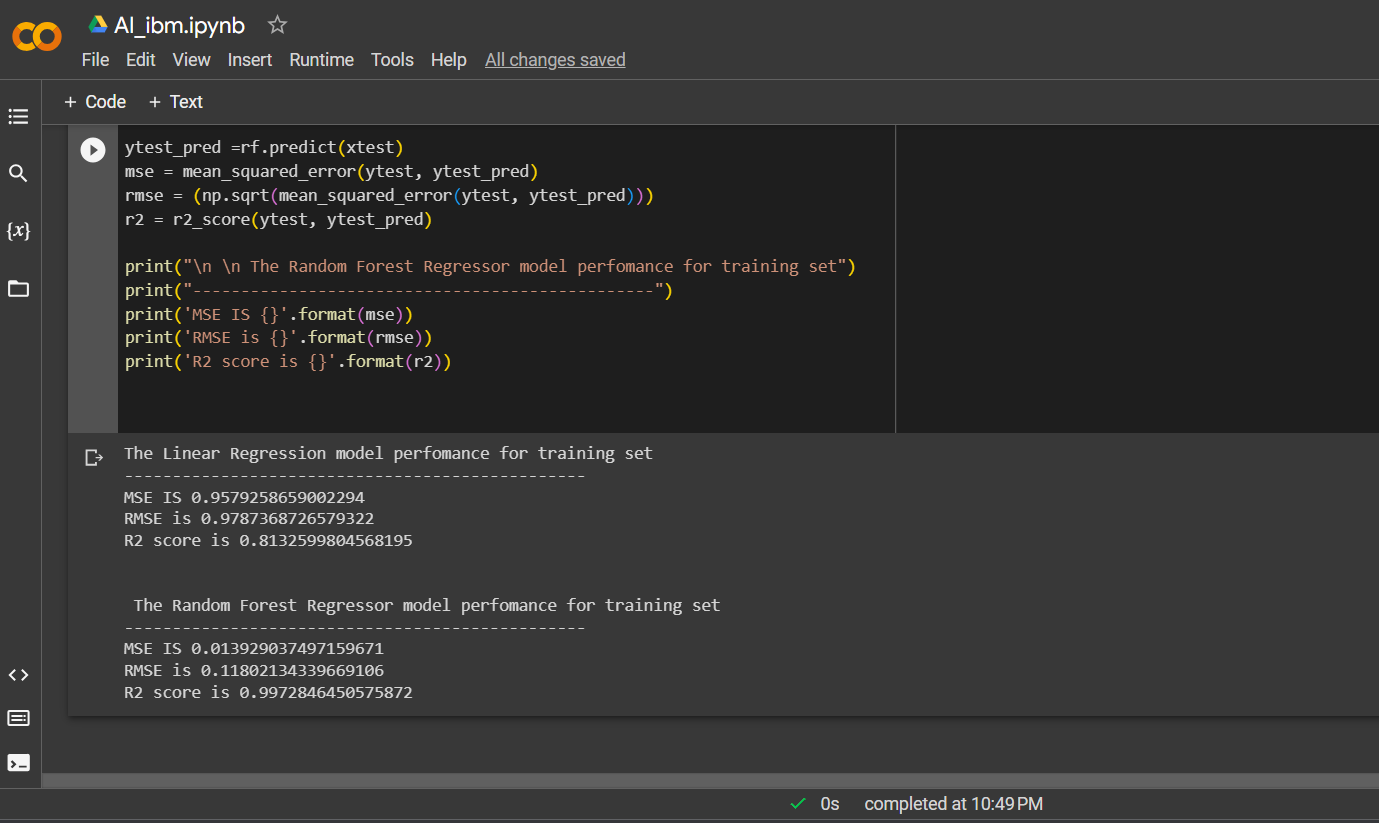 AI_ibm.ipynb
File Edit View Insert Runtime Tools Help All changes saved
+ Code + Text
{x}
ytest_pred =rf.predict(xtest)
mse = mean_squared_error(ytest, ytest_pred)
rmse = (np.sqrt(mean_squared_error(ytest, ytest_pred)))
r2 = r2_score(ytest, ytest_pred)
print("\n \n The Random Forest Regressor model perfomance for training set")
print("------------------------------------------------")
print('MSE IS {}'.format(mse))
print('RMSE is {}'.format(rmse))
print('R2 score is {}'.format(r2))
The Linear Regression model perfomance for training set
------------------------------------------------
MSE IS 0.9579258659002294
RMSE is 0.9787368726579322
R2 score is 0.8132599804568195
The Random Forest Regressor model perfomance for training set
------------------------------------------------
MSE IS 0.013929037497159671
RMSE is 0.11802134339669106
R2 score is 0.9972846450575872
0s completed at 10:49 PM